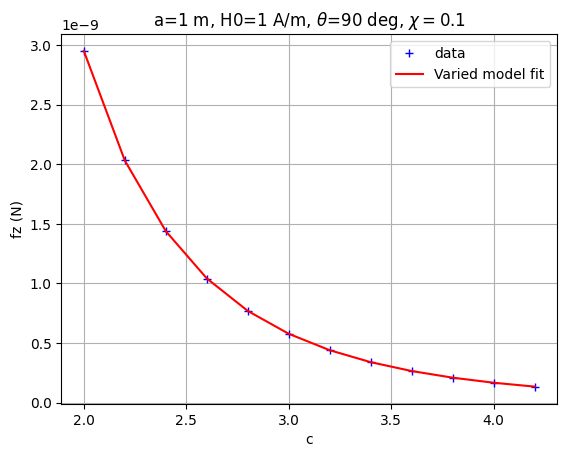 a=1 m, H0=1 A/m, θ=90 deg, χ = 0.1
1e−9
3.0
2.5
2.0
1.5
1.0
0.5
0.0
fz (N)
data
Varied model fit
2.0 2.5 3.0 3.5 4.0
c